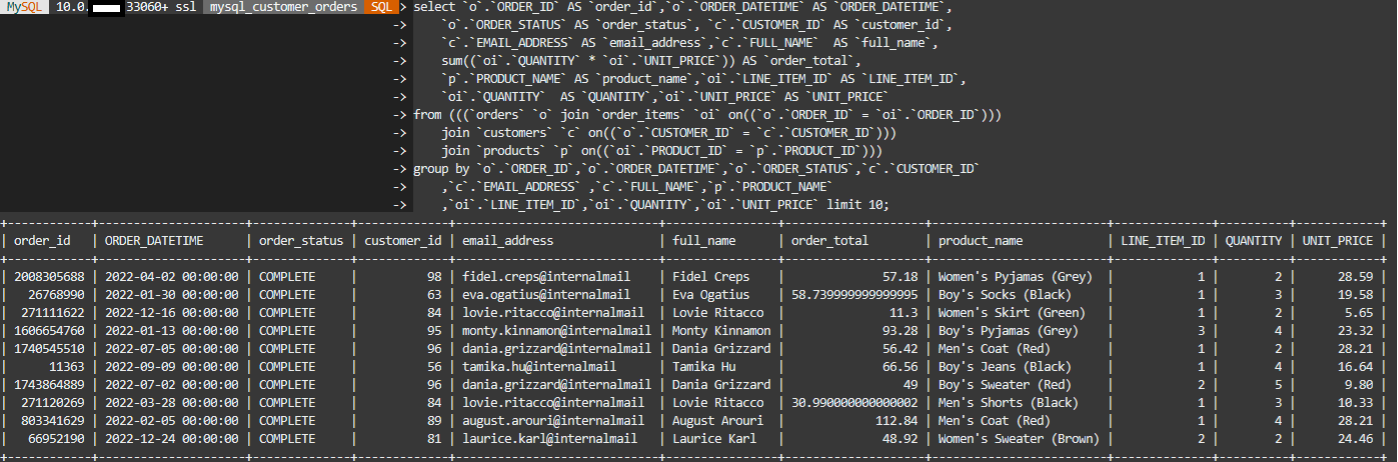 MySQL 10.0. 33060+ ssl mysql_customer_orders SQL > select `o`.`ORDER_ID` AS `order_id`,`o`.`ORDER_DATETIME` AS `ORDER_DATETIME`,
-> `o`.`ORDER_STATUS` AS `order_status`, `c`.`CUSTOMER_ID` AS `customer_id`,
-> `c`.`EMAIL_ADDRESS` AS `email_address`,`c`.`FULL_NAME`  AS `full_name`,
-> sum((`oi`.`QUANTITY` * `oi`.`UNIT_PRICE`)) AS `order_total`,
-> `p`.`PRODUCT_NAME` AS `product_name`,`oi`.`LINE_ITEM_ID` AS `LINE_ITEM_ID`,
-> `oi`.`QUANTITY`  AS `QUANTITY`,`oi`.`UNIT_PRICE` AS `UNIT_PRICE`
-> from (((`orders` `o` join `order_items` `oi` on((`o`.`ORDER_ID` = `oi`.`ORDER_ID`)))
-> join `customers` `c` on((`o`.`CUSTOMER_ID` = `c`.`CUSTOMER_ID`)))
-> join `products` `p` on((`oi`.`PRODUCT_ID` = `p`.`PRODUCT_ID`)))
-> group by `o`.`ORDER_ID`,`o`.`ORDER_DATETIME`,`o`.`ORDER_STATUS`,`c`.`CUSTOMER_ID`
-> ,`c`.`EMAIL_ADDRESS` ,`c`.`FULL_NAME`,`p`.`PRODUCT_NAME`
-> ,`oi`.`LINE_ITEM_ID`,`oi`.`QUANTITY`,`oi`.`UNIT_PRICE` limit 10;
| order_id | ORDER_DATETIME | order_status | customer_id | email_address | full_name | order_total | product_name | LINE_ITEM_ID | QUANTITY | UNIT_PRICE |
| 2008305688 | 2022-04-02 00:00:00 | COMPLETE | 98 | fidel.creps@internalmail | Fidel Creps | 57.18 | Women's Pyjamas (Grey) | 1 | 2 | 28.59 |
| 26768990 | 2022-01-30 00:00:00 | COMPLETE | 63 | eva.ogatius@internalmail | Eva Ogatius | 58.739999999999995 | Boy's Socks (Black) | 1 | 3 | 19.58 |
| 271111622 | 2022-12-16 00:00:00 | COMPLETE | 84 | lovie.ritacco@internalmail | Lovie Ritacco | 11.3 | Women's Skirt (Green) | 1 | 2 | 5.65 |
| 1606654760 | 2022-01-13 00:00:00 | COMPLETE | 95 | monty.kinnamon@internalmail | Monty Kinnamon | 93.28 | Boy's Pyjamas (Grey) | 3 | 4 | 23.32 |
| 1740545510 | 2022-07-05 00:00:00 | COMPLETE | 96 | dania.grizzard@internalmail | Dania Grizzard | 56.42 | Men's Coat (Red) | 1 | 2 | 28.21 |
| 11363 | 2022-09-09 00:00:00 | COMPLETE | 56 | tamika.hu@internalmail | Tamika Hu | 66.56 | Boy's Jeans (Black) | 1 | 4 | 16.64 |
| 1743864889 | 2022-07-02 00:00:00 | COMPLETE | 96 | dania.grizzard@internalmail | Dania Grizzard | 49 | Boy's Sweater (Red) | 2 | 5 | 9.80 |
| 271120269 | 2022-03-28 00:00:00 | COMPLETE | 84 | lovie.ritacco@internalmail | Lovie Ritacco | 30.990000000000002 | Men's Shorts (Black) | 1 | 3 | 10.33 |
| 803341629 | 2022-02-05 00:00:00 | COMPLETE | 89 | august.arouri@internalmail | August Arouri | 112.84 | Men's Coat (Red) | 1 | 4 | 28.21 |
| 66952190 | 2022-12-24 00:00:00 | COMPLETE | 81 | laurice.karl@internalmail | Laurice Karl | 48.92 | Women's Sweater (Brown) | 2 | 2 | 24.46 |